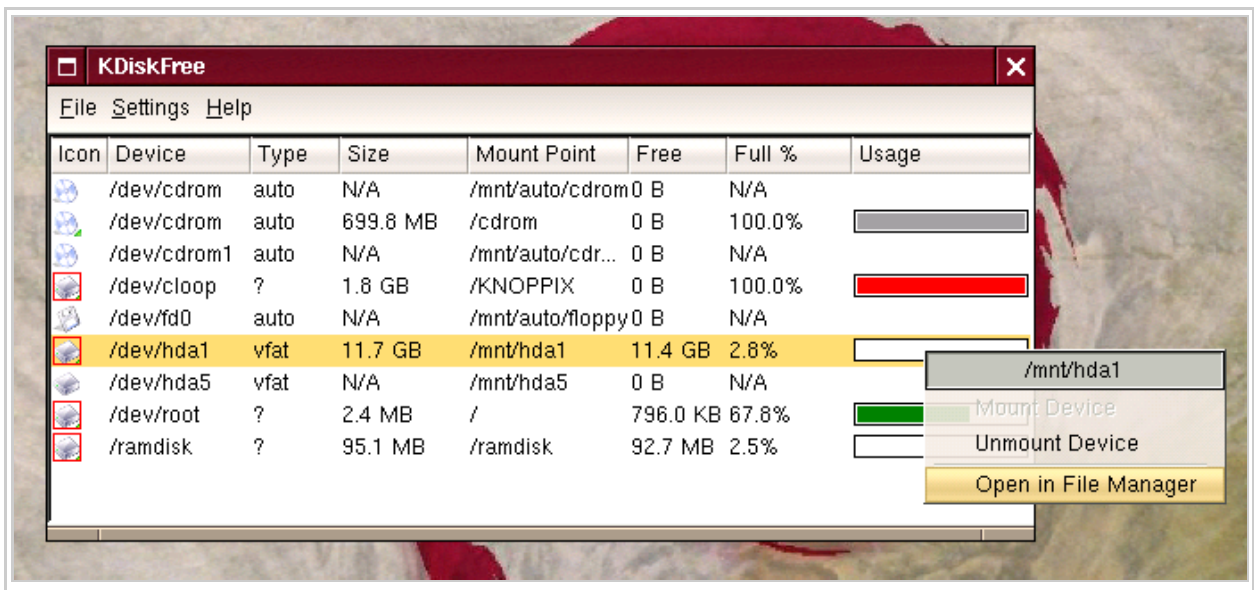 KDiskFree
File Settings Help
Icon Device Type Size Mount Point Free Full % Usage
/dev/cdrom auto N/A /mnt/auto/cdrom 0 B N/A
/dev/cdrom auto 699.8 MB /cdrom 0 B 100.0%
/dev/cdrom1 auto N/A /mnt/auto/cdr... 0 B N/A
/dev/cloop ? 1.8 GB /KNOPPIX 0 B 100.0%
/dev/fd0 auto N/A /mnt/auto/floppy 0 B N/A
/dev/hda1 vfat 11.7 GB /mnt/hda1 11.4 GB 2.8%
/dev/hda5 vfat N/A /mnt/hda5 0 B N/A
/dev/root ? 2.4 MB / 796.0 KB 67.8%
/ramdisk ? 95.1 MB /ramdisk 92.7 MB 2.5%
/mnt/hda1
Mount Device
Unmount Device
Open in File Manager